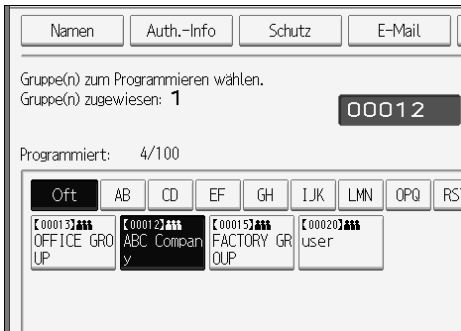 Namen Auth.-Info Schutz E-Mail
Gruppe(n) zum Programmieren wählen.
Gruppe(n) zugewiesen: 1
00012
Programmiert: 4/100
Oft AB CD EF GH IJK LMN OPQ RS
【00013】 【00012】 【00015】 【00020】
OFFICE GRO ABC Compan FACTORY GR user
UP y OUP